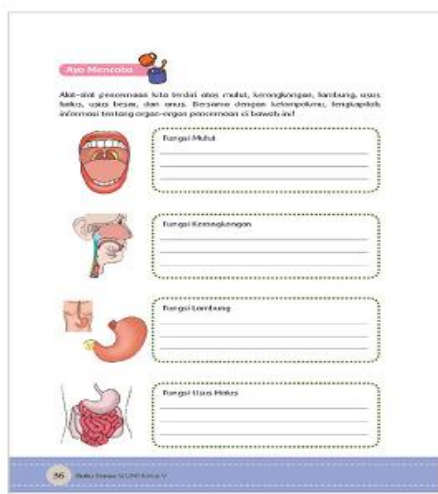 Ayo Mencoba
Alat-alat pencernaan kita terdiri atas mulut, kerongkongan, lambung, usus
halus, usus besar, dan anus. Bersama dengan kelompokmu, lengkapilah
informasi tentang organ-organ pencernaan di bawah ini!
Fungsi Mulut
Fungsi Kerongkongan
Fungsi Lambung
Fungsi Usus Halus
36 Buku Siswa SD/MI Kelas V